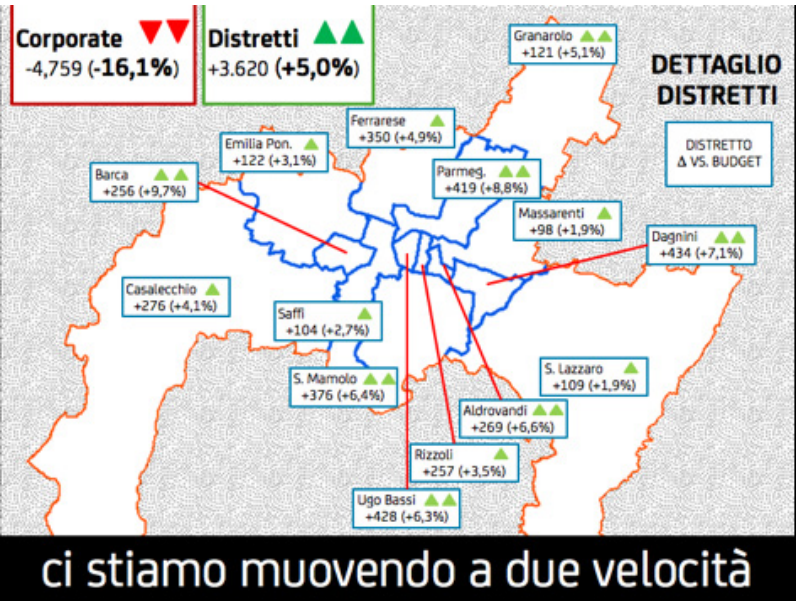 Corporate
-4,759 (-16,1%)
Distretti
+3.620 (+5,0%)
Granarolo
+121 (+5,1%)
DETTAGLIO
DISTRETTI
DISTRETTO
Δ VS. BUDGET
Ferrarese
+350 (+4,9%)
Emilia Pon.
+122 (+3,1%)
Barca
+256 (+9,7%)
Parmeg.
+419 (+8,8%)
Massarenti
+98 (+1,9%)
Dagnini
+434 (+7,1%)
Casalecchio
+276 (+4,1%)
Saffi
+104 (+2,7%)
S. Mamolo
+376 (+6,4%)
S. Lazzaro
+109 (+1,9%)
Aldrovandi
+269 (+6,6%)
Rizzoli
+257 (+3,5%)
Ugo Bassi
+428 (+6,3%)
ci stiamo muovendo a due velocità